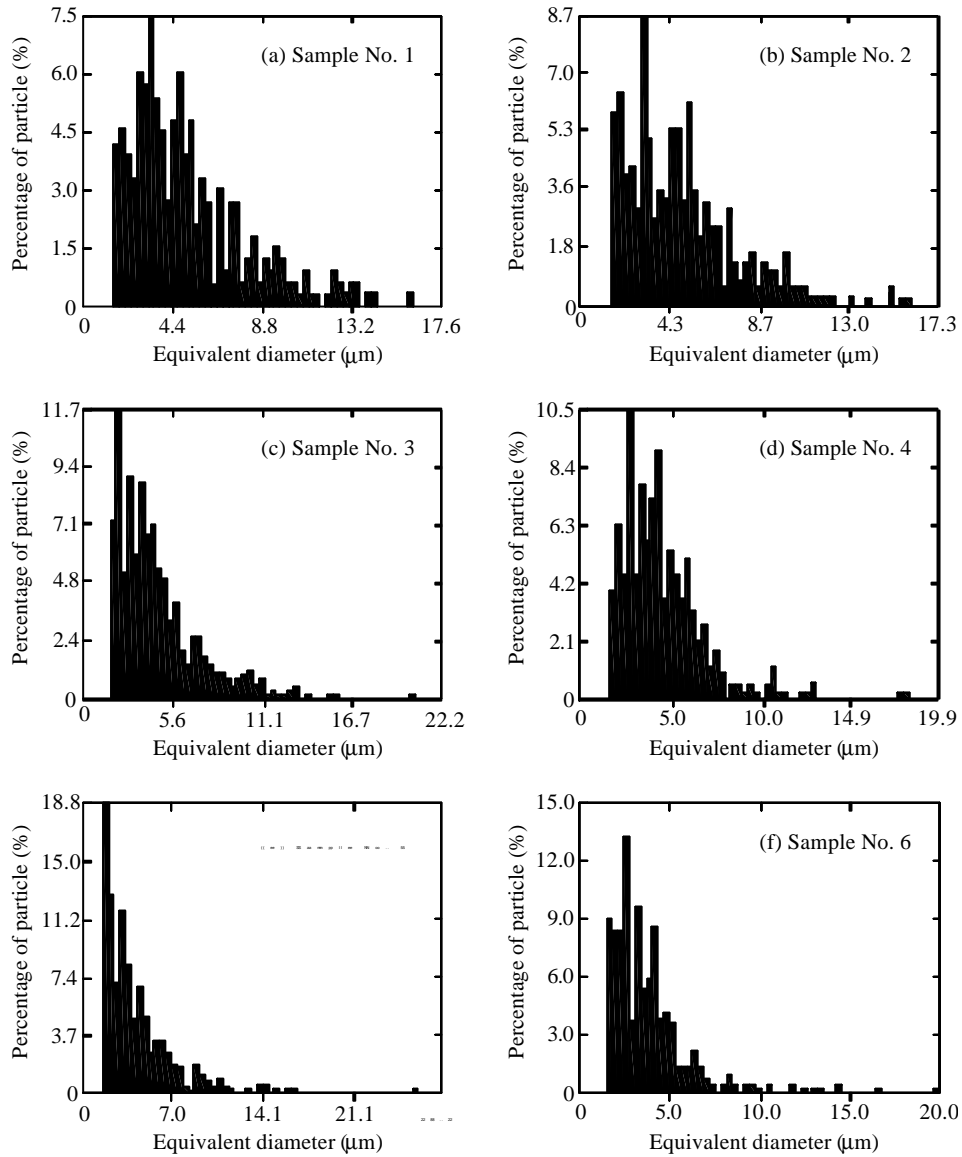 7.5
6.0
4.5
3.0
1.5
0
Percentage of particle (%)
(a) Sample No. 1
0 4.4 8.8 13.2 17.6
Equivalent diameter (μm)
8.7
7.0
5.3
3.6
1.8
0
Percentage of particle (%)
(b) Sample No. 2
0 4.3 8.7 13.0 17.3
Equivalent diameter (μm)
11.7
9.4
7.1
4.8
2.4
0
Percentage of particle (%)
(c) Sample No. 3
0 5.6 11.1 16.7 22.2
Equivalent diameter (μm)
10.5
8.4
6.3
4.2
2.1
0
Percentage of particle (%)
(d) Sample No. 4
0 5.0 10.0 14.9 19.9
Equivalent diameter (μm)
18.8
15.0
11.2
7.4
3.7
0
Percentage of particle (%)
0 7.0 14.1 21.1
Equivalent diameter (μm)
15.0
12.0
9.0
6.0
3.0
0
Percentage of particle (%)
(f) Sample No. 6
0 5.0 10.0 15.0 20.0
Equivalent diameter (μm)